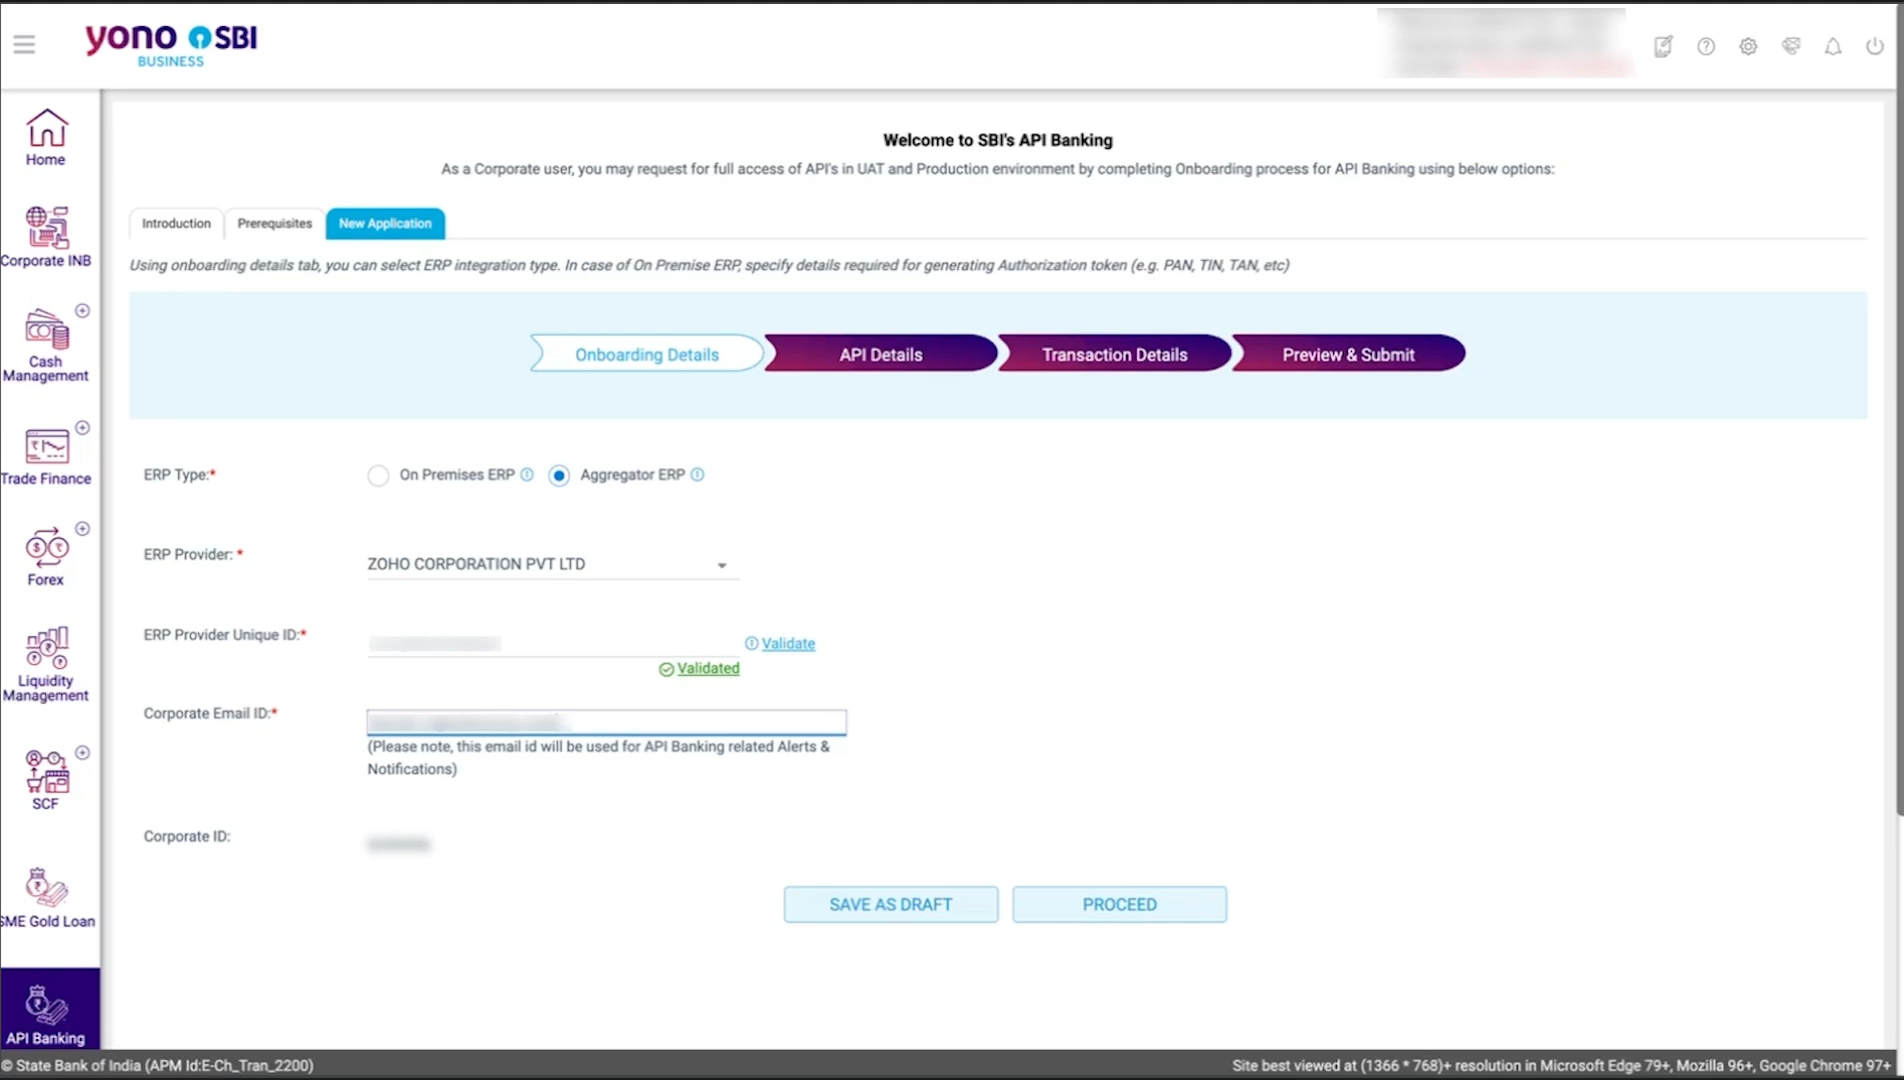 yono SBI
BUSINESS
Home
Corporate INB
Cash
Management
Trade Finance
Forex
Liquidity
Management
SCF
SME Gold Loan
API Banking
Welcome to SBI's API Banking
As a Corporate user, you may request for full access of API's in UAT and Production environment by completing Onboarding process for API Banking using below options:
Introduction Prerequisites New Application
Using onboarding details tab, you can select ERP integration type. In case of On Premise ERP, specify details required for generating Authorization token (e.g. PAN, TIN, TAN, etc)
Onboarding Details API Details Transaction Details Preview & Submit
ERP Type:* On Premises ERP Aggregator ERP
ERP Provider: * ZOHO CORPORATION PVT LTD
ERP Provider Unique ID:* Validate
Validated
Corporate Email ID:*
(Please note, this email id will be used for API Banking related Alerts &
Notifications)
Corporate ID:
SAVE AS DRAFT PROCEED
© State Bank of India (APM Id:E-Ch_Tran_2200) Site best viewed at (1366 * 768)+ resolution in Microsoft Edge 79+, Mozilla 96+, Google Chrome 97+